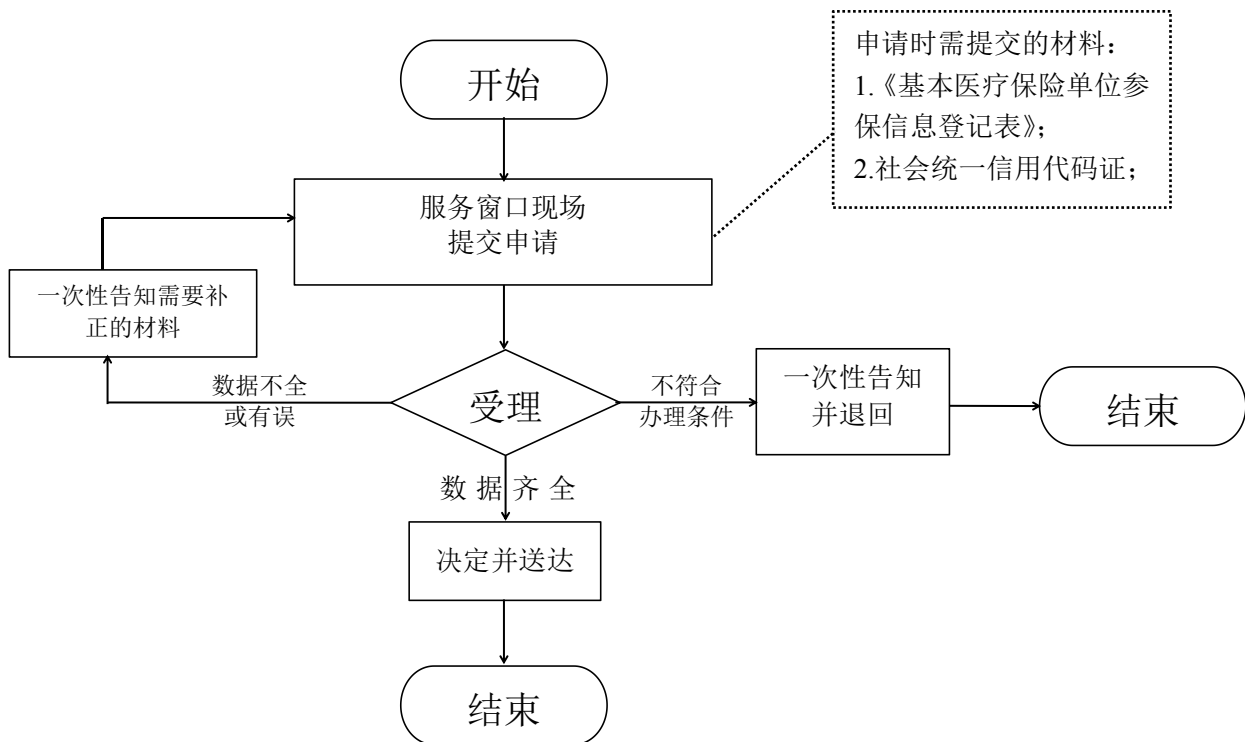 开始
申请时需提交的材料：
1.《基本医疗保险单位参
保信息登记表》；
2.社会统一信用代码证；
服务窗口现场
提交申请
一次性告知需要补
正的材料
数据不全
或有误
受理
不符合
办理条件
一次性告知
并退回
结束
数据齐全
决定并送达
结束